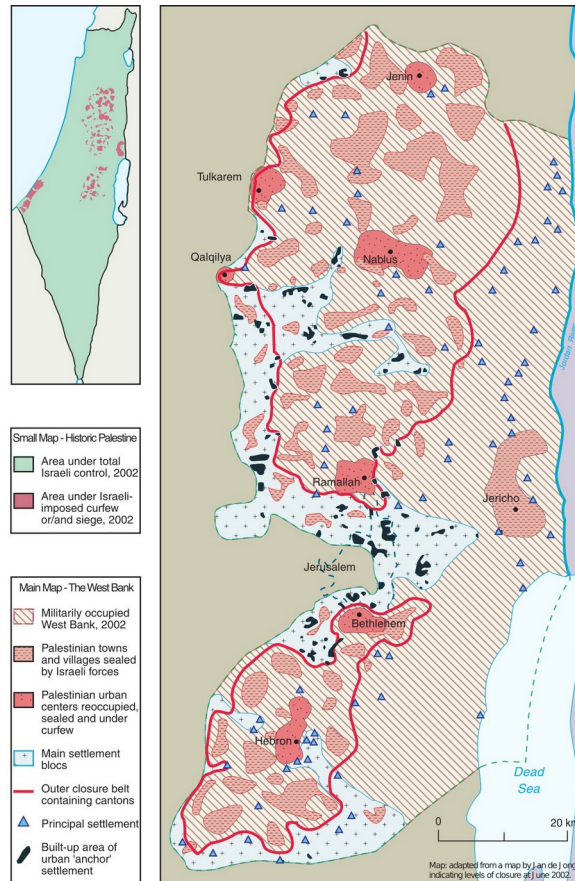 Small Map - Historic Palestine
Area under total
Israeli control, 2002
Area under Israeli-
imposed curfew
or/and siege, 2002
Main Map - The West Bank
Militarily occupied
West Bank, 2002
Palestinian towns
and villages sealed
by Israeli forces
Palestinian urban
centers reoccupied,
sealed and under
curfew
Main settlement
blocs
Outer closure belt
containing cantons
Principal settlement
Built-up area of
urban 'anchor'
settlement
Jenin
Tulkarem
Qalqilya
Nablus
Jordan
Ramallah
Jericho
Jerusalem
Bethlehem
Hebron
Dead
Sea
0 20 km
Map: adapted from a map by Jan de Jong
indicating levels of closure at June 2002.